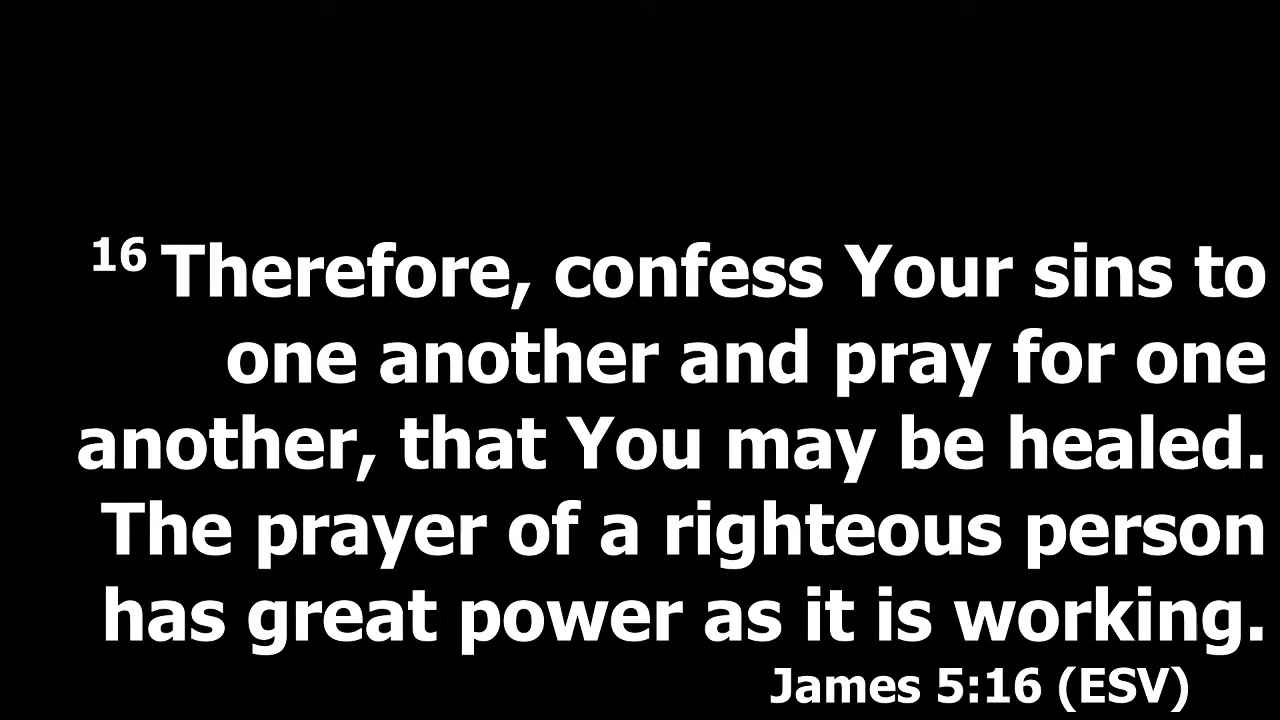 16 Therefore, confess Your sins to
one another and pray for one
another, that You may be healed.
The prayer of a righteous person
has great power as it is working.
James 5:16 (ESV)